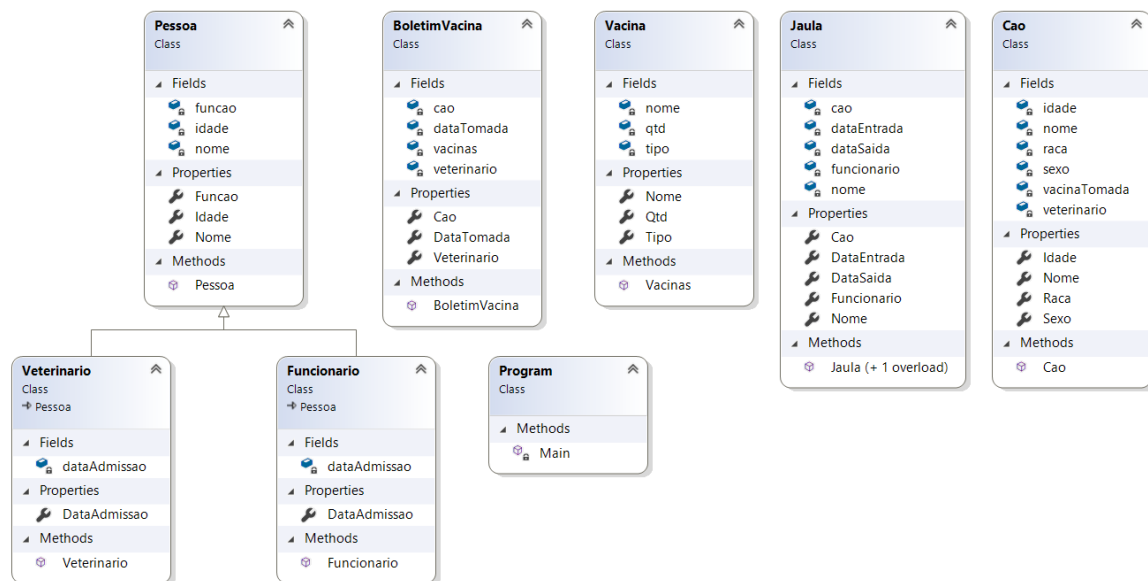 Pessoa
Class
Fields
funcao
idade
nome
Properties
Funcao
Idade
Nome
Methods
Pessoa
BoletimVacina
Class
Fields
cao
dataTomada
vacinas
veterinario
Properties
Cao
DataTomada
Veterinario
Methods
BoletimVacina
Vacina
Class
Fields
nome
qtd
tipo
Properties
Nome
Qtd
Tipo
Methods
Vacinas
Jaula
Class
Fields
cao
dataEntrada
dataSaida
funcionario
nome
Properties
Cao
DataEntrada
DataSaida
Funcionario
Nome
Methods
Jaula (+ 1 overload)
Cao
Class
Fields
idade
nome
raca
sexo
vacinaTomada
veterinario
Properties
Idade
Nome
Raca
Sexo
Methods
Cao
Veterinario
Class
Pessoa
Fields
dataAdmissao
Properties
DataAdmissao
Methods
Veterinario
Funcionario
Class
Pessoa
Fields
dataAdmissao
Properties
DataAdmissao
Methods
Funcionario
Program
Class
Methods
Main